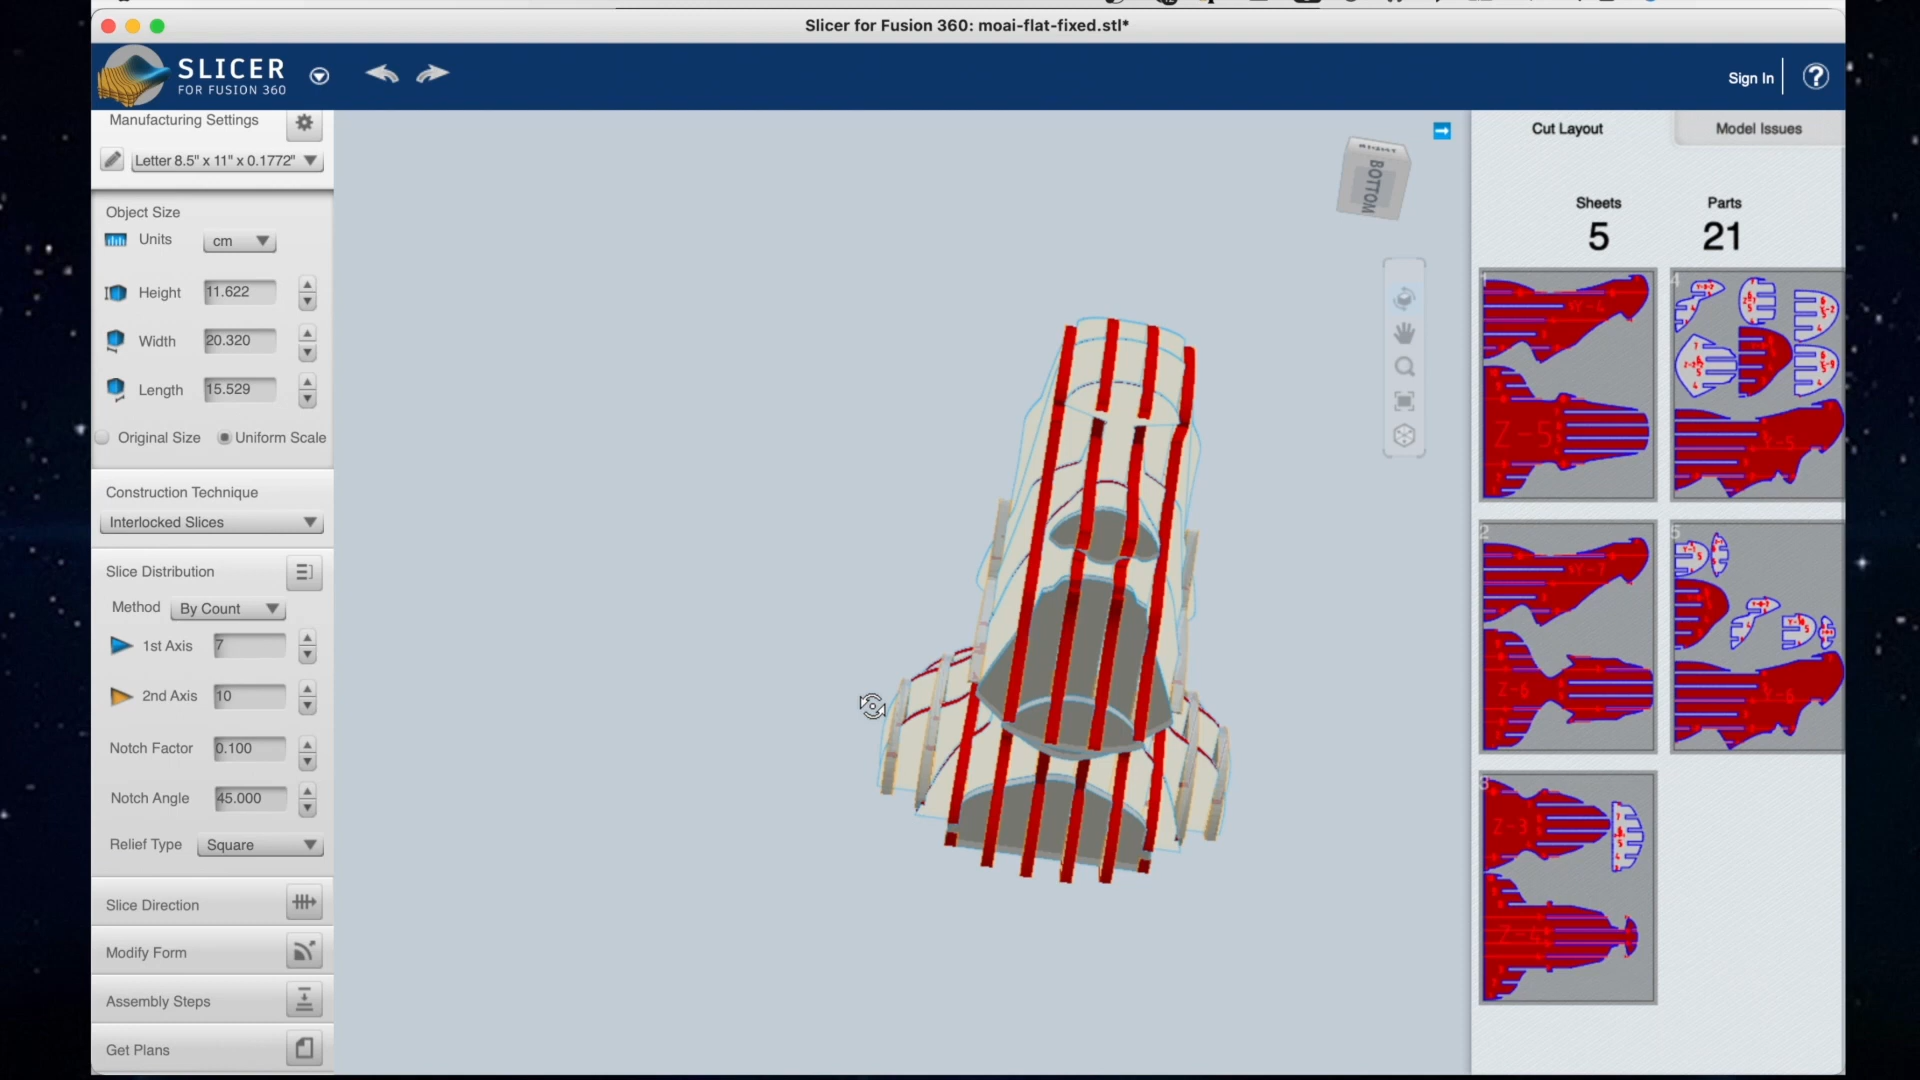 Slicer for Fusion 360: moai-flat-fixed.stl*
SLICER
FOR FUSION 360
Sign In
?
Manufacturing Settings
Letter 8.5" x 11" x 0.1772"
Object Size
Units
cm
Height
11.622
Width
20.320
Length
15.529
Original Size
Uniform Scale
Construction Technique
Interlocked Slices
Slice Distribution
Method
By Count
1st Axis
7
2nd Axis
10
Notch Factor
0.100
Notch Angle
45.000
Relief Type
Square
Slice Direction
Modify Form
Assembly Steps
Get Plans
BOTTOM
Cut Layout
Model Issues
Sheets
5
Parts
21
Z-5
Z-6
Z-3
Z-4